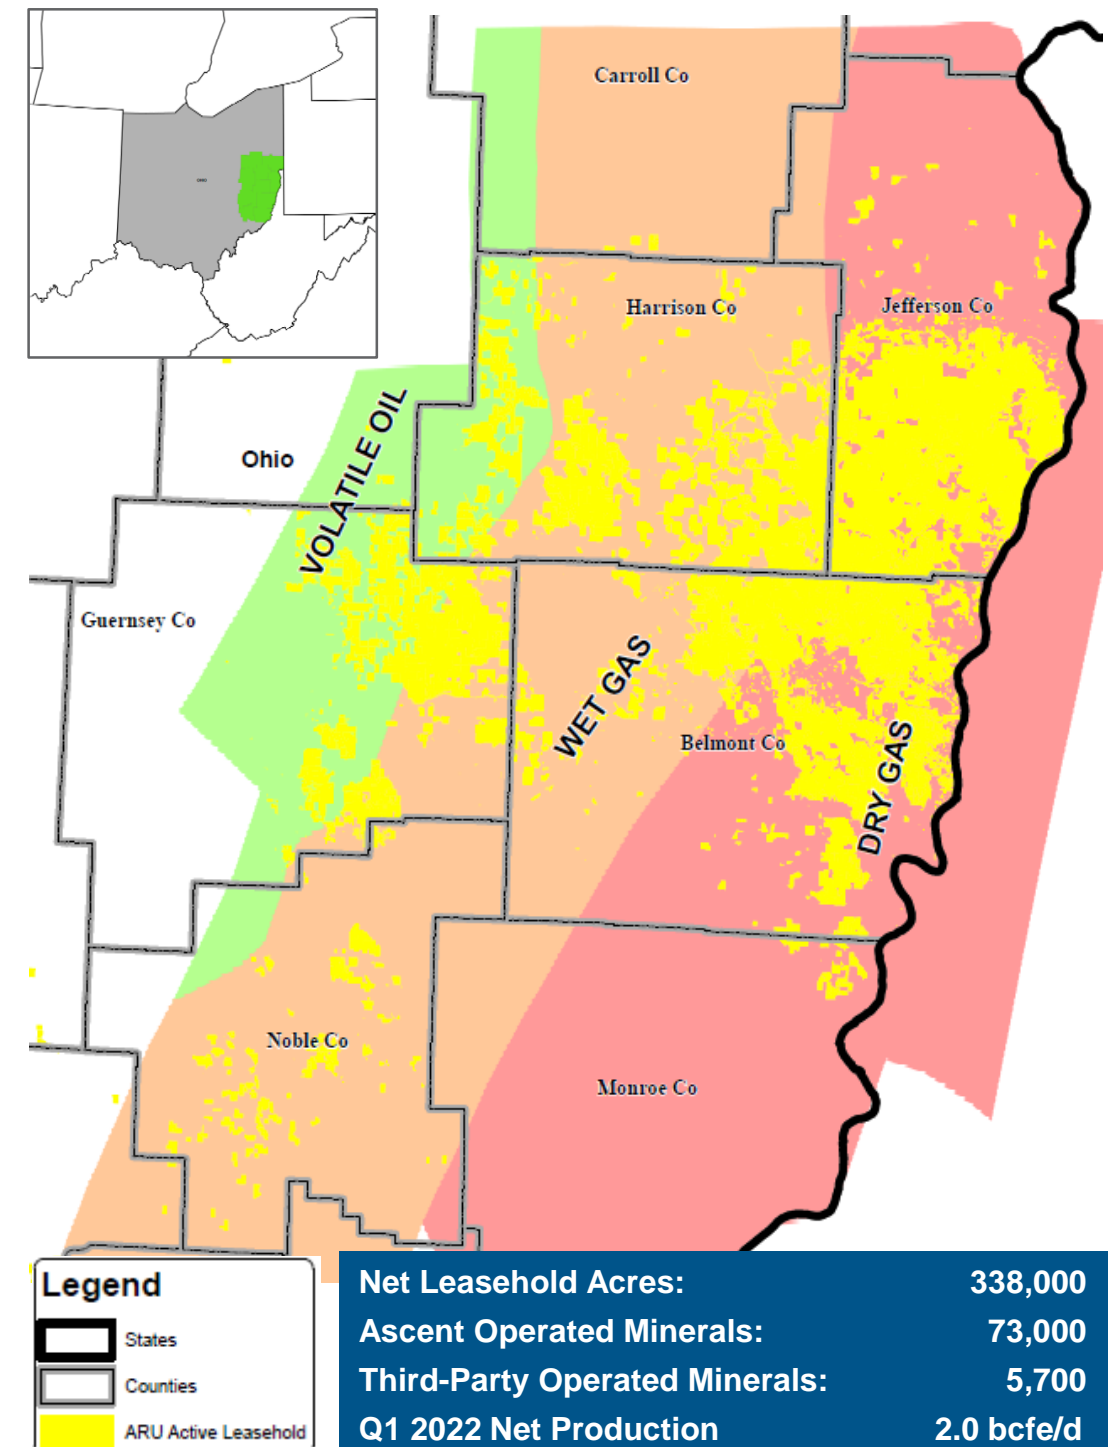 Carroll Co
Harrison Co
Jefferson Co
Ohio
VOLATILE OIL
Guernsey Co
WET GAS
Belmont Co
DRY GAS
Noble Co
Monroe Co
Legend
States
Counties
ARU Active Leasehold
Net Leasehold Acres: 338,000
Ascent Operated Minerals: 73,000
Third-Party Operated Minerals: 5,700
Q1 2022 Net Production 2.0 bcfe/d